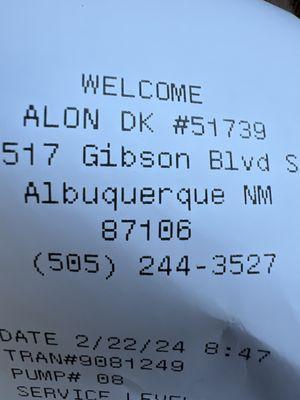 WELCOME
ALON DK #51739
517 Gibson Blvd S
Albuquerque NM
87106
(505) 244-3527
DATE 2/22/24 8:47
TRAN#9081249
PUMP# 08
SERVICE LEVEL